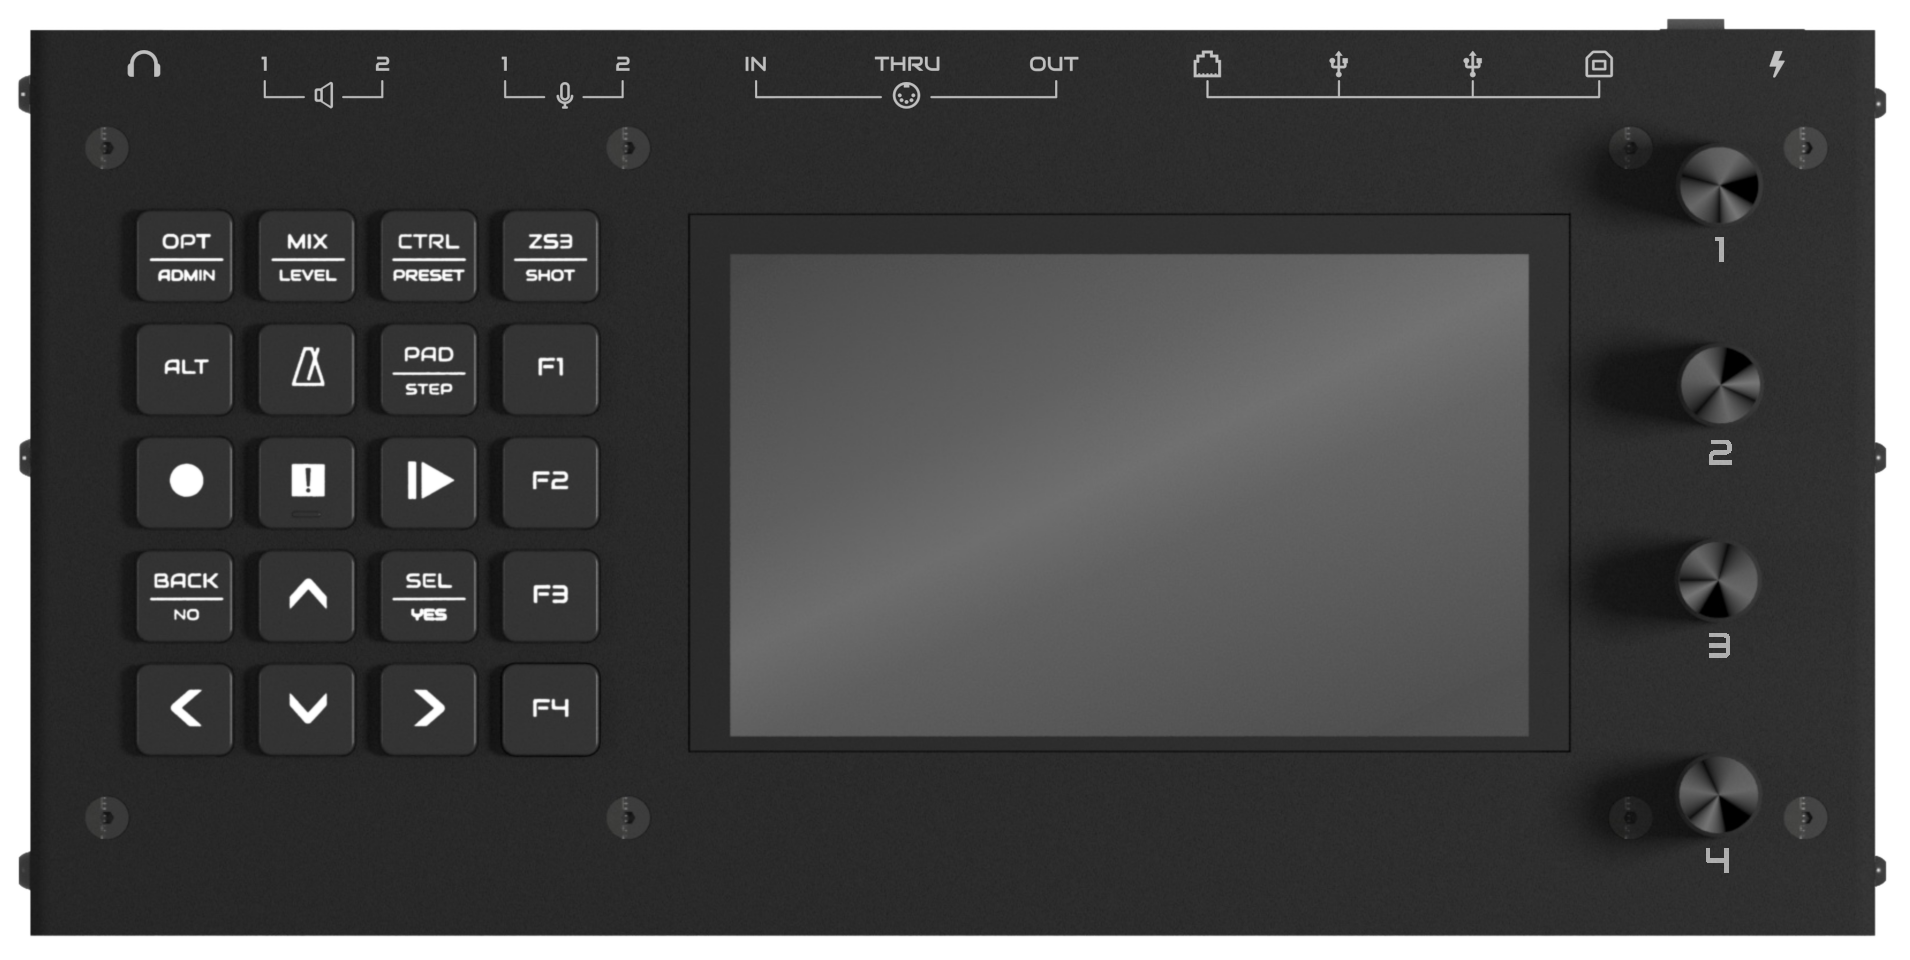 1 2 1 2 IN THRU OUT
1
OPT MIX CTRL ZS3
ADMIN LEVEL PRESET SHOT
ALT PAD F1
STEP
2
! F2
BACK SEL F3
NO YES
3
F4
4